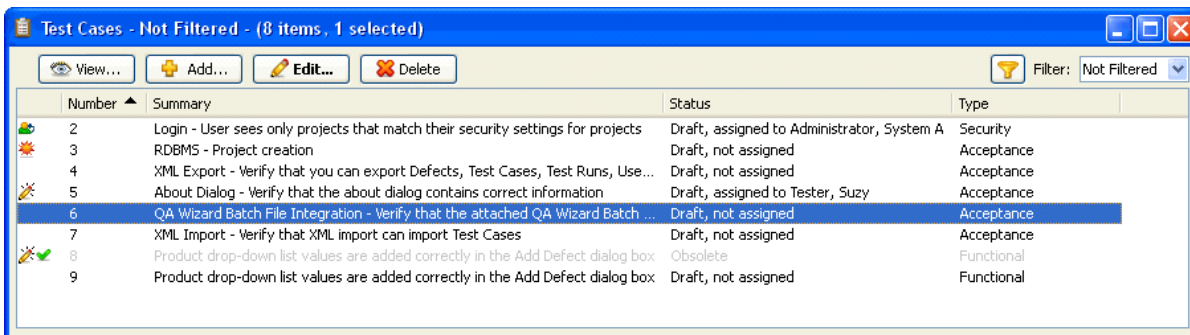 Test Cases - Not Filtered - (8 items, 1 selected)
View... Add... Edit... Delete Filter: Not Filtered
Number Summary Status Type
2 Login - User sees only projects that match their security settings for projects Draft, assigned to Administrator, System A Security
3 RDBMS - Project creation Draft, not assigned Acceptance
4 XML Export - Verify that you can export Defects, Test Cases, Test Runs, Use... Draft, not assigned Acceptance
5 About Dialog - Verify that the about dialog contains correct information Draft, assigned to Tester, Suzy Acceptance
6 QA Wizard Batch File Integration - Verify that the attached QA Wizard Batch ... Draft, not assigned Acceptance
7 XML Import - Verify that XML import can import Test Cases Draft, not assigned Acceptance
8 Product drop-down list values are added correctly in the Add Defect dialog box Obsolete Functional
9 Product drop-down list values are added correctly in the Add Defect dialog box Draft, not assigned Functional